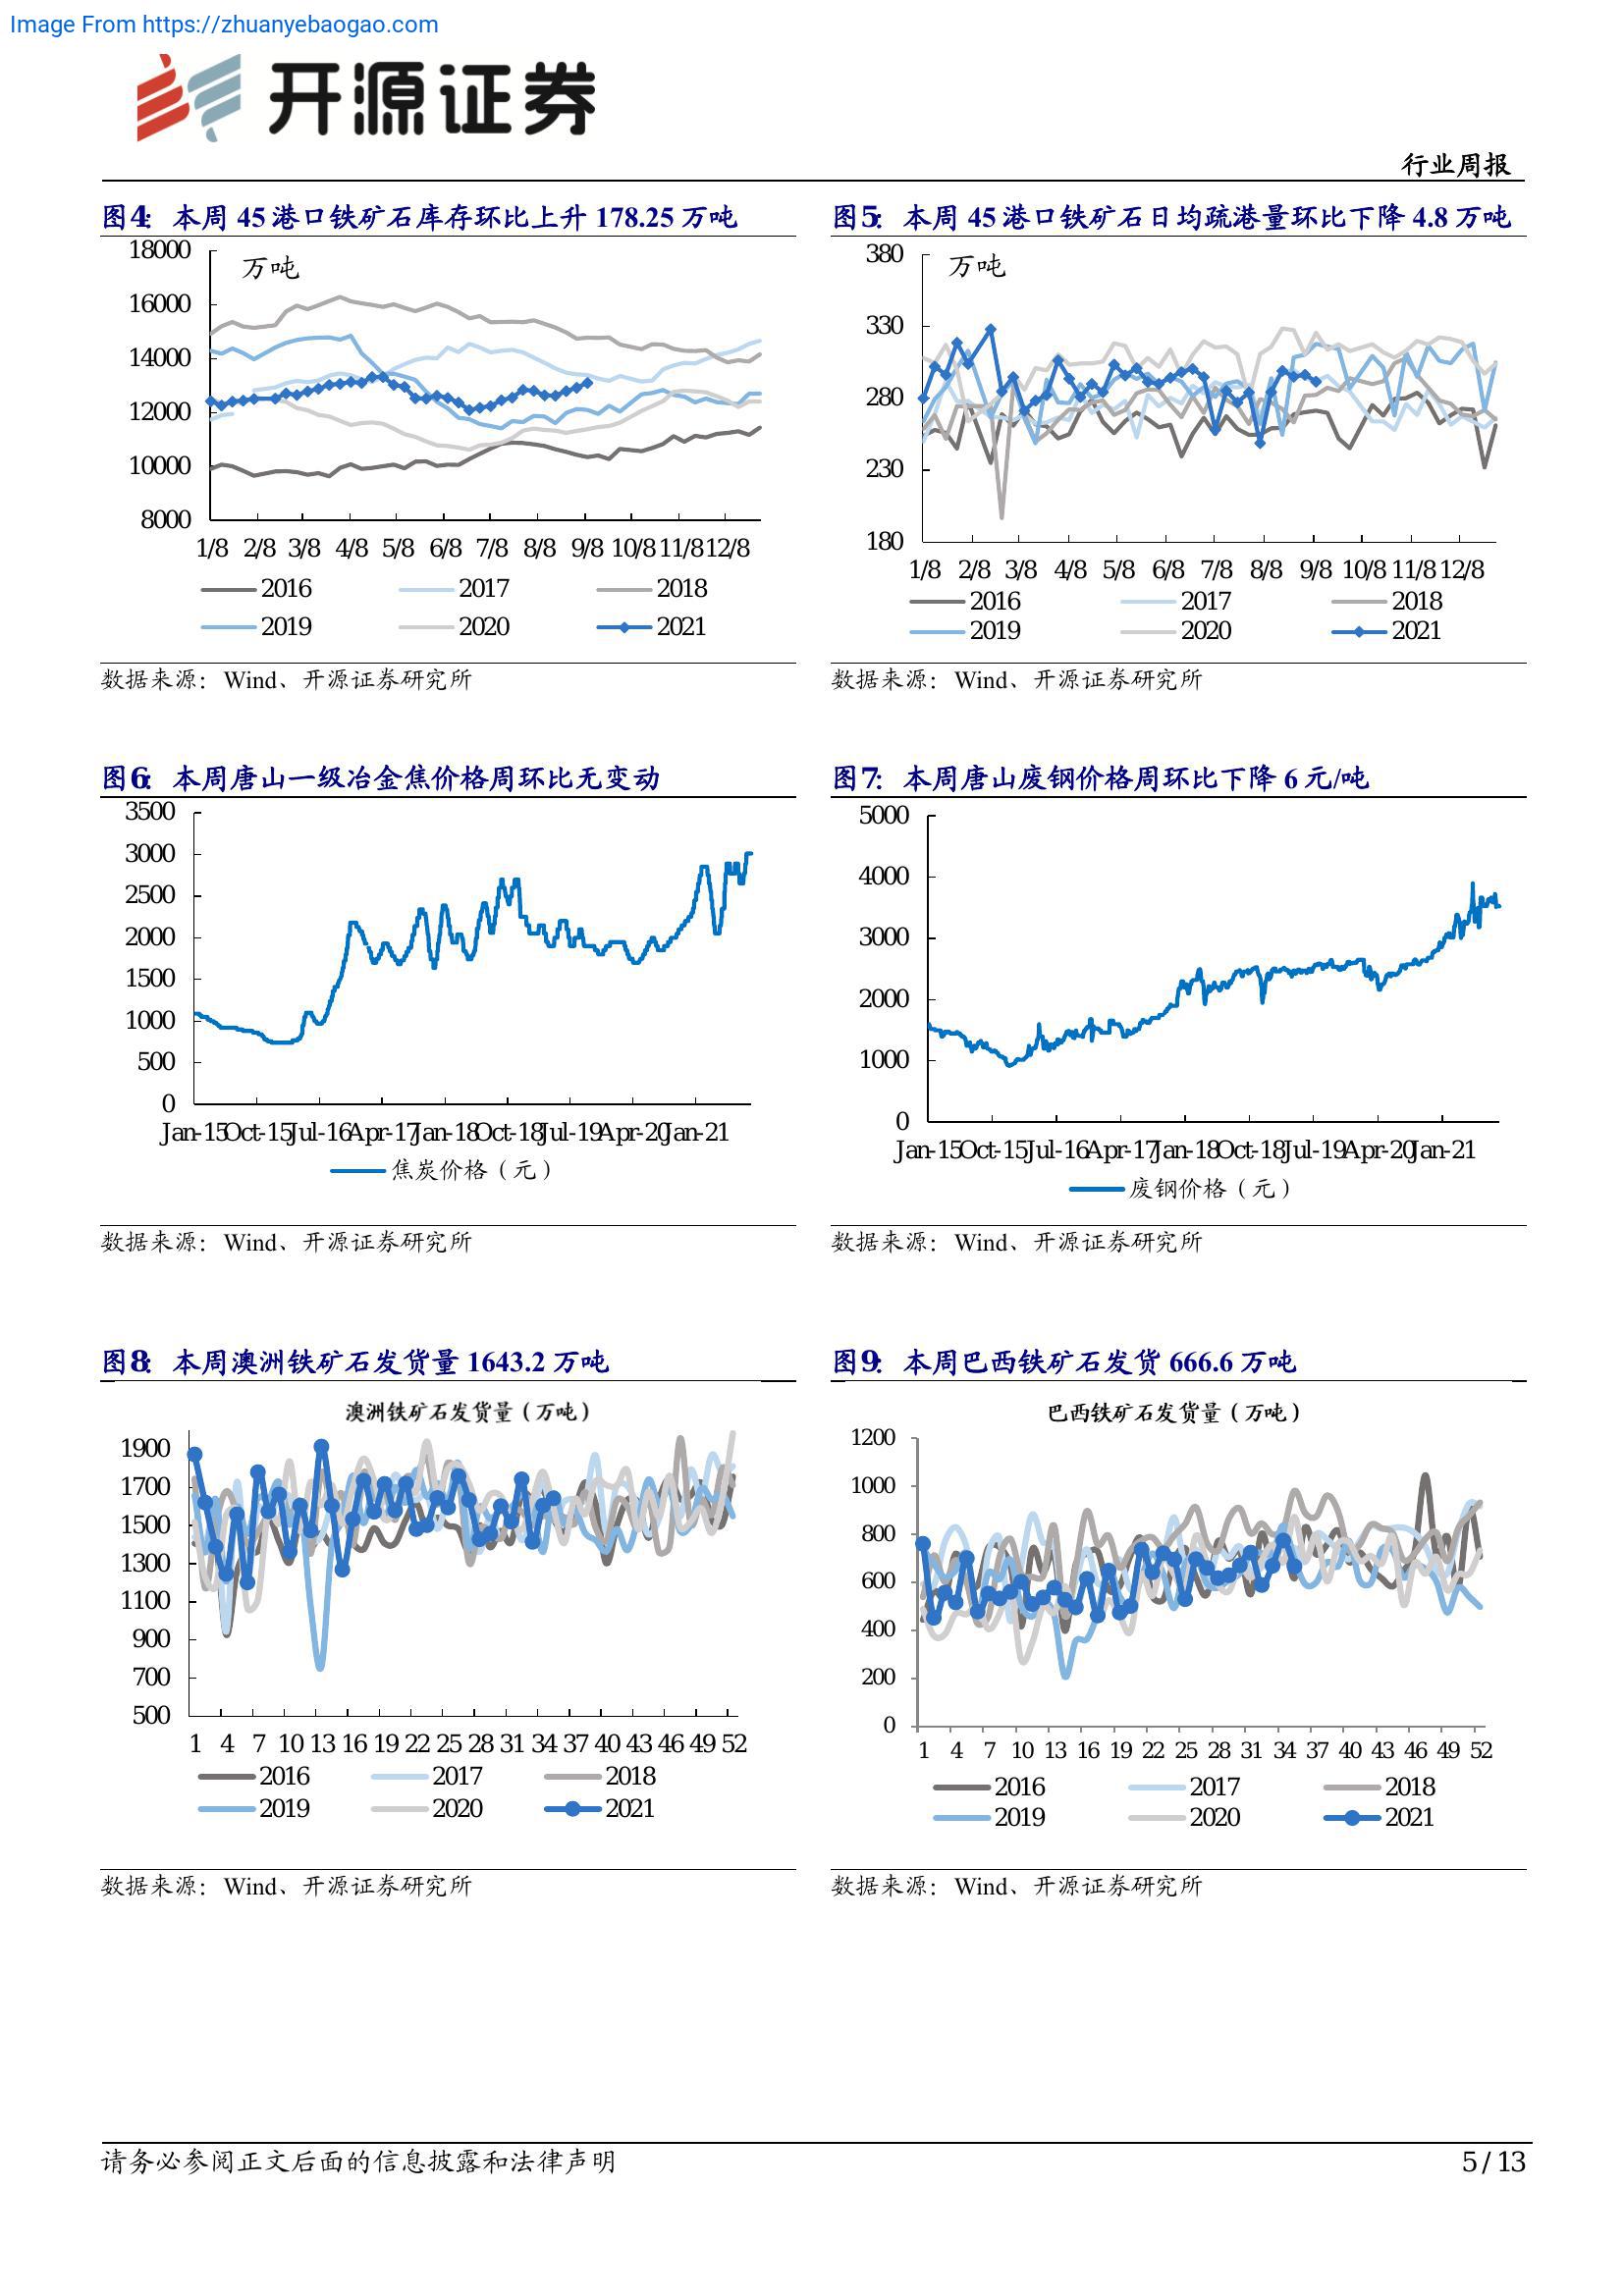 Image From https://zhuanyebaogao.com
开源证券
行业周报
图4: 本周 45 港口铁矿石库存环比上升 178.25 万吨
18000
万吨
16000
14000
12000
10000
8000
1/8 2/8 3/8 4/8 5/8 6/8 7/8 8/8 9/8 10/8 11/8 12/8
2016 2017 2018
2019 2020 2021
数据来源：Wind、开源证券研究所
图5: 本周 45 港口铁矿石日均疏港量环比下降 4.8 万吨
380
万吨
330
280
230
180
1/8 2/8 3/8 4/8 5/8 6/8 7/8 8/8 9/8 10/8 11/8 12/8
2016 2017 2018
2019 2020 2021
数据来源：Wind、开源证券研究所
图6: 本周唐山一级冶金焦价格周环比无变动
3500
3000
2500
2000
1500
1000
500
0
Jan-15 Oct-15 Jul-16 Apr-17 Jan-18 Oct-18 Jul-19 Apr-20 Jan-21
焦炭价格（元）
数据来源：Wind、开源证券研究所
图7: 本周唐山废钢价格周环比下降 6 元/吨
5000
4000
3000
2000
1000
0
Jan-15 Oct-15 Jul-16 Apr-17 Jan-18 Oct-18 Jul-19 Apr-20 Jan-21
废钢价格（元）
数据来源：Wind、开源证券研究所
图8: 本周澳洲铁矿石发货量 1643.2 万吨
澳洲铁矿石发货量（万吨）
1900
1700
1500
1300
1100
900
700
500
1 4 7 10 13 16 19 22 25 28 31 34 37 40 43 46 49 52
2016 2017 2018
2019 2020 2021
数据来源：Wind、开源证券研究所
图9: 本周巴西铁矿石发货 666.6 万吨
巴西铁矿石发货量（万吨）
1200
1000
800
600
400
200
0
1 4 7 10 13 16 19 22 25 28 31 34 37 40 43 46 49 52
2016 2017 2018
2019 2020 2021
数据来源：Wind、开源证券研究所
请务必参阅正文后面的信息披露和法律声明
5 / 13